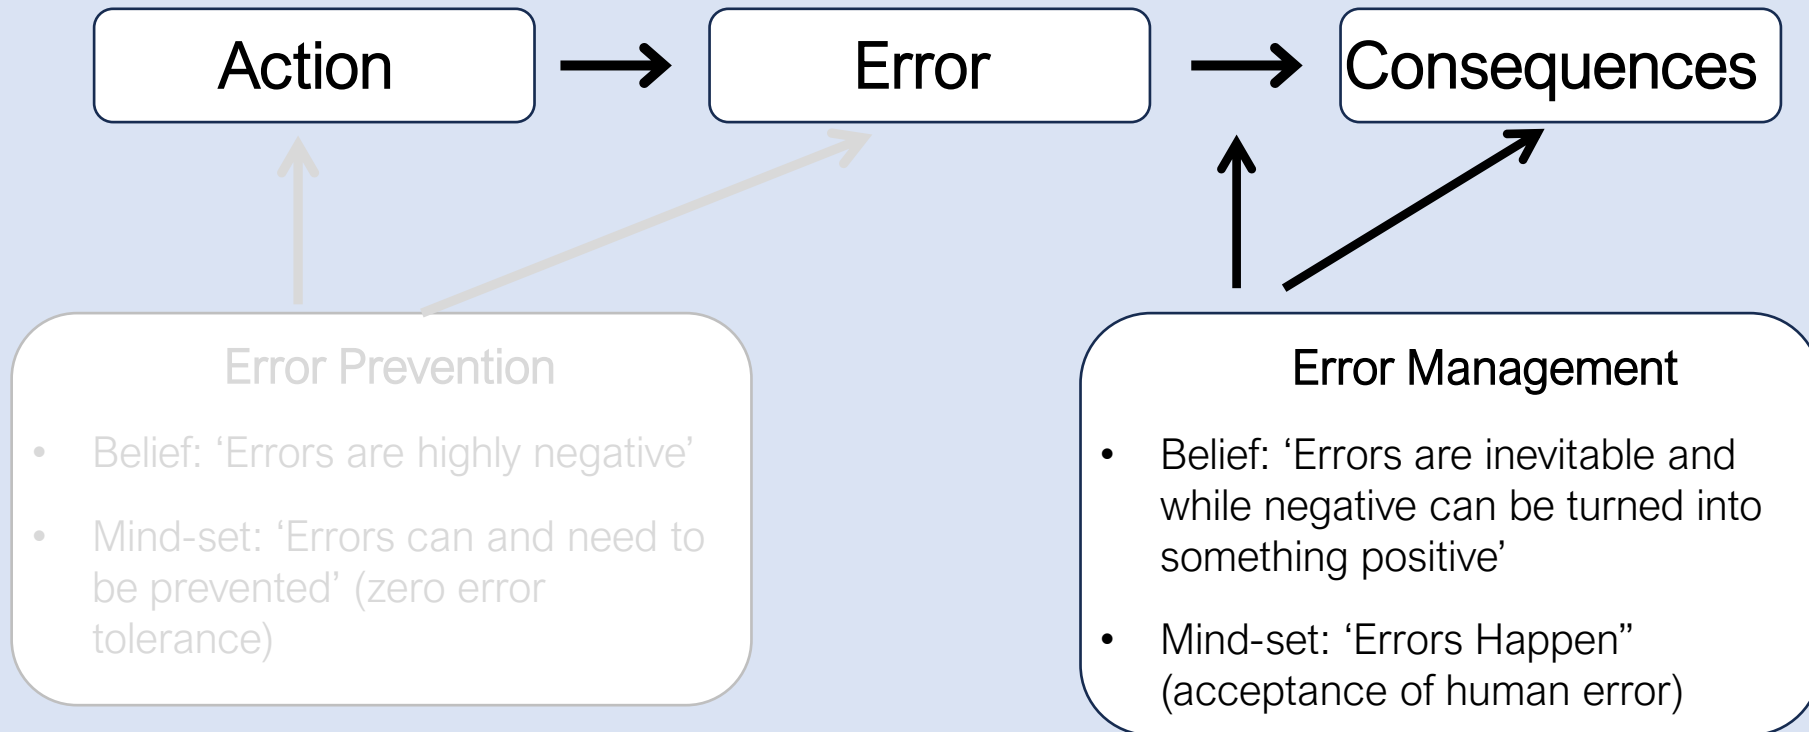 Action
Error
Consequences
Error Prevention
• Belief: ‘Errors are highly negative’
• Mind-set: ‘Errors can and need to
be prevented’ (zero error
tolerance)
Error Management
• Belief: ‘Errors are inevitable and
while negative can be turned into
something positive’
• Mind-set: ‘Errors Happen”
(acceptance of human error)